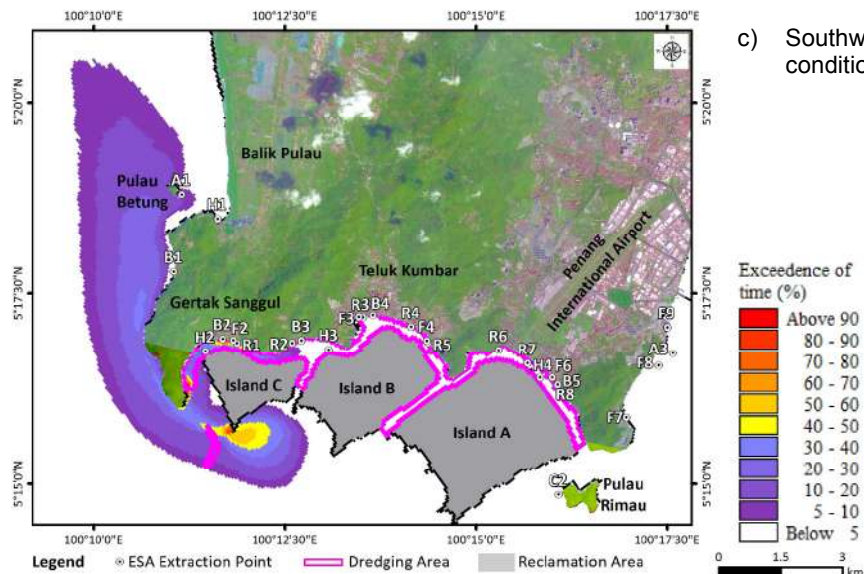 100°10'0"E 100°12'30"E 100°15'0"E 100°17'30"E
c) Southw
conditio
5°20'0"N 5°20'0"N
Balik Pulau
Pulau
Betung
A1
H1
B1
Teluk Kumbar
Gertak Sanggul
Penang
International Airport
5°17'30"N 5°17'30"N
H2 B2 F2 R1 R2 B3 H3 F3 R3 B4 R4 F4 R5
R6 R7 H4 F6 B5 R8
F9 A3 F8 F7
Island C
Island B
Island A
C2
Pulau
Rimau
5°15'0"N 5°15'0"N
100°10'0"E 100°12'30"E 100°15'0"E 100°17'30"E
Legend ESA Extraction Point Dredging Area Reclamation Area
Exceedence of
time (%)
Above 90
80 - 90
70 - 80
60 - 70
50 - 60
40 - 50
30 - 40
20 - 30
10 - 20
5 - 10
Below 5
0 1.5 3
km